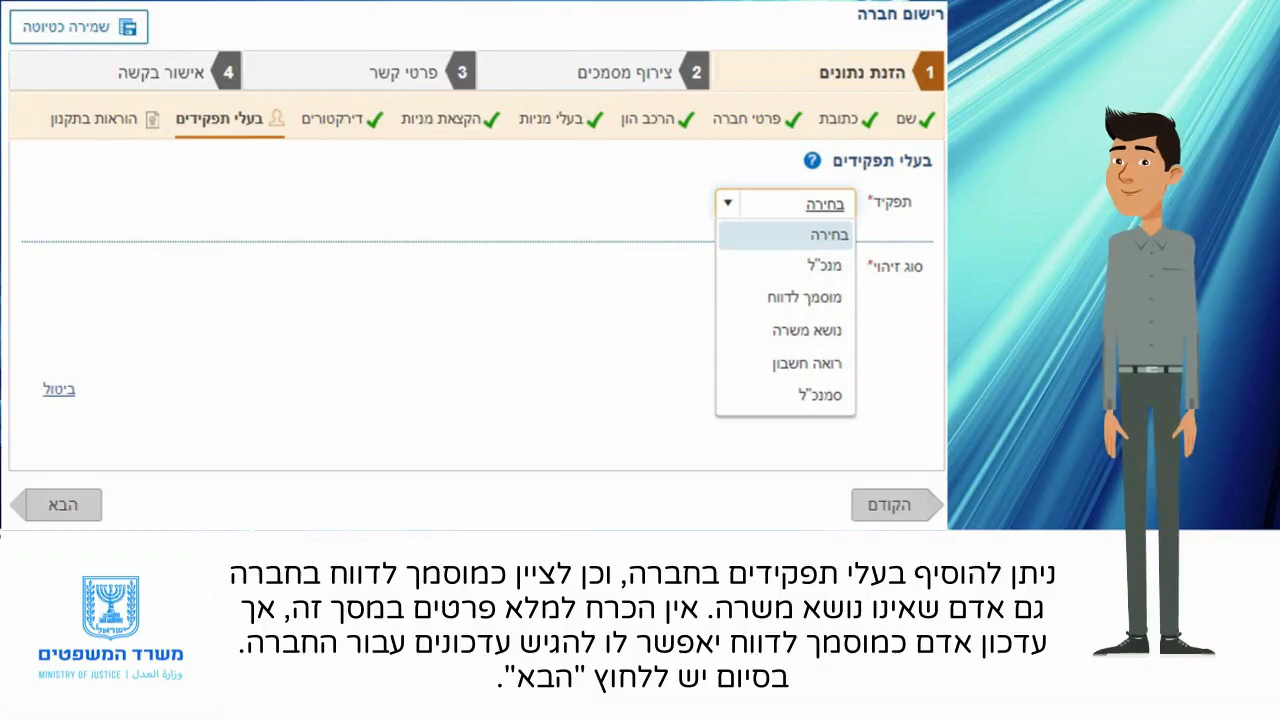 רישום חברה
שמירה כטיוטה
1 הזנת נתונים 2 צירוף מסמכים 3 פרטי קשר 4 אישור בקשה
שם כתובת פרטי חברה הרכב הון בעלי מניות הקצאת מניות דירקטורים בעלי תפקידים הוראות בתקנון
בעלי תפקידים ?
תפקיד* בחירה
בחירה
סוג זיהוי* מנכ"ל
מוסמך לדווח
נושא משרה
רואה חשבון
סמנכ"ל
ביטול
הקודם הבא
ניתן להוסיף בעלי תפקידים בחברה, וכן לציין כמוסמך לדווח בחברה
גם אדם שאינו נושא משרה. אין הכרח למלא פרטים במסך זה, אך
עדכון אדם כמוסמך לדווח יאפשר לו להגיש עדכונים עבור החברה.
בסיום יש ללחוץ "הבא".
ישראל
משרד המשפטים
MINISTRY OF JUSTICE | وزارة العدل